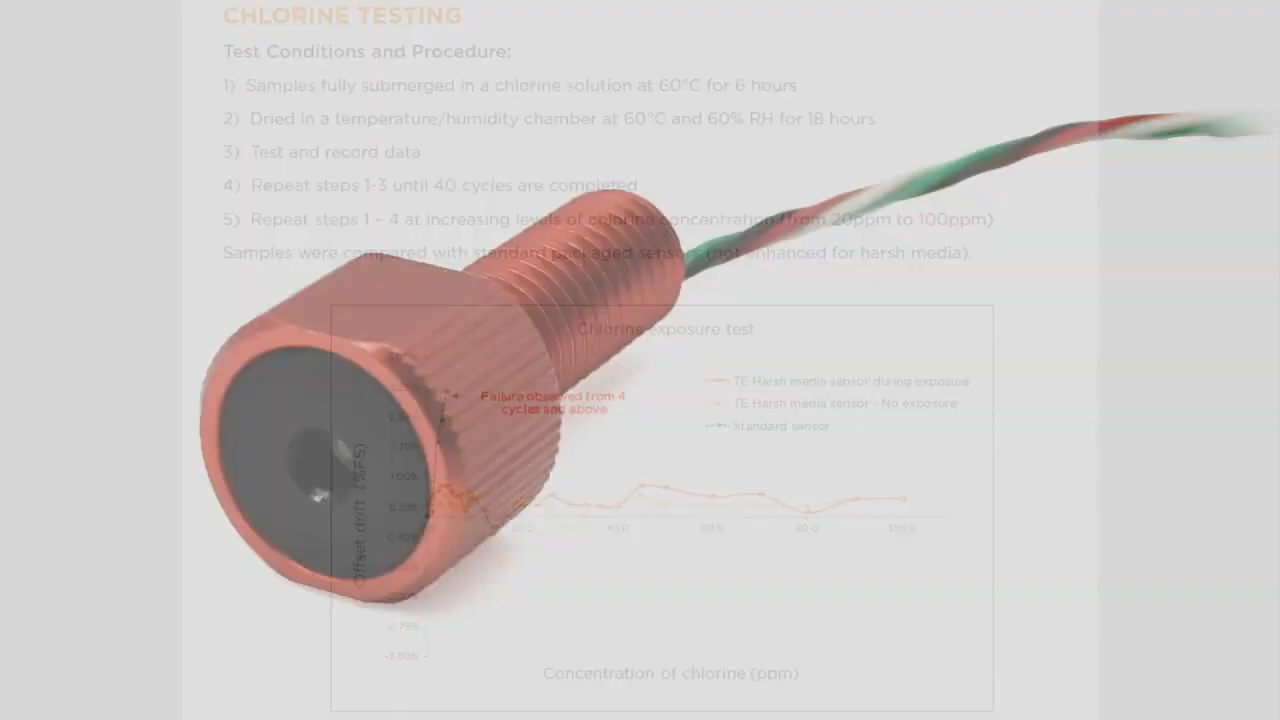 CHLORINE TESTING
Test Conditions and Procedure:
1) Samples fully submerged in a chlorine solution at 60°C for 6 hours
2) Dried in a temperature/humidity chamber at 60°C and 60% RH for 18 hours
3) Test and record data
4) Repeat steps 1-3 until 40 cycles are completed
5) Repeat steps 1 – 4 at increasing levels of chlorine concentration (from 20ppm to 100ppm)
Samples were compared with standard packaged sensors (not enhanced for harsh media).
Chlorine exposure test
TE Harsh media sensor during exposure
Failure observed from 4
cycles and above
TE Harsh media sensor - No exposure
Standard sensor
Offset drift (%FS)
1.00%
0.25%
-0.50%
20.0
40.0
60.0
80.0
100.0
-2.75%
-3.50%
Concentration of chlorine (ppm)